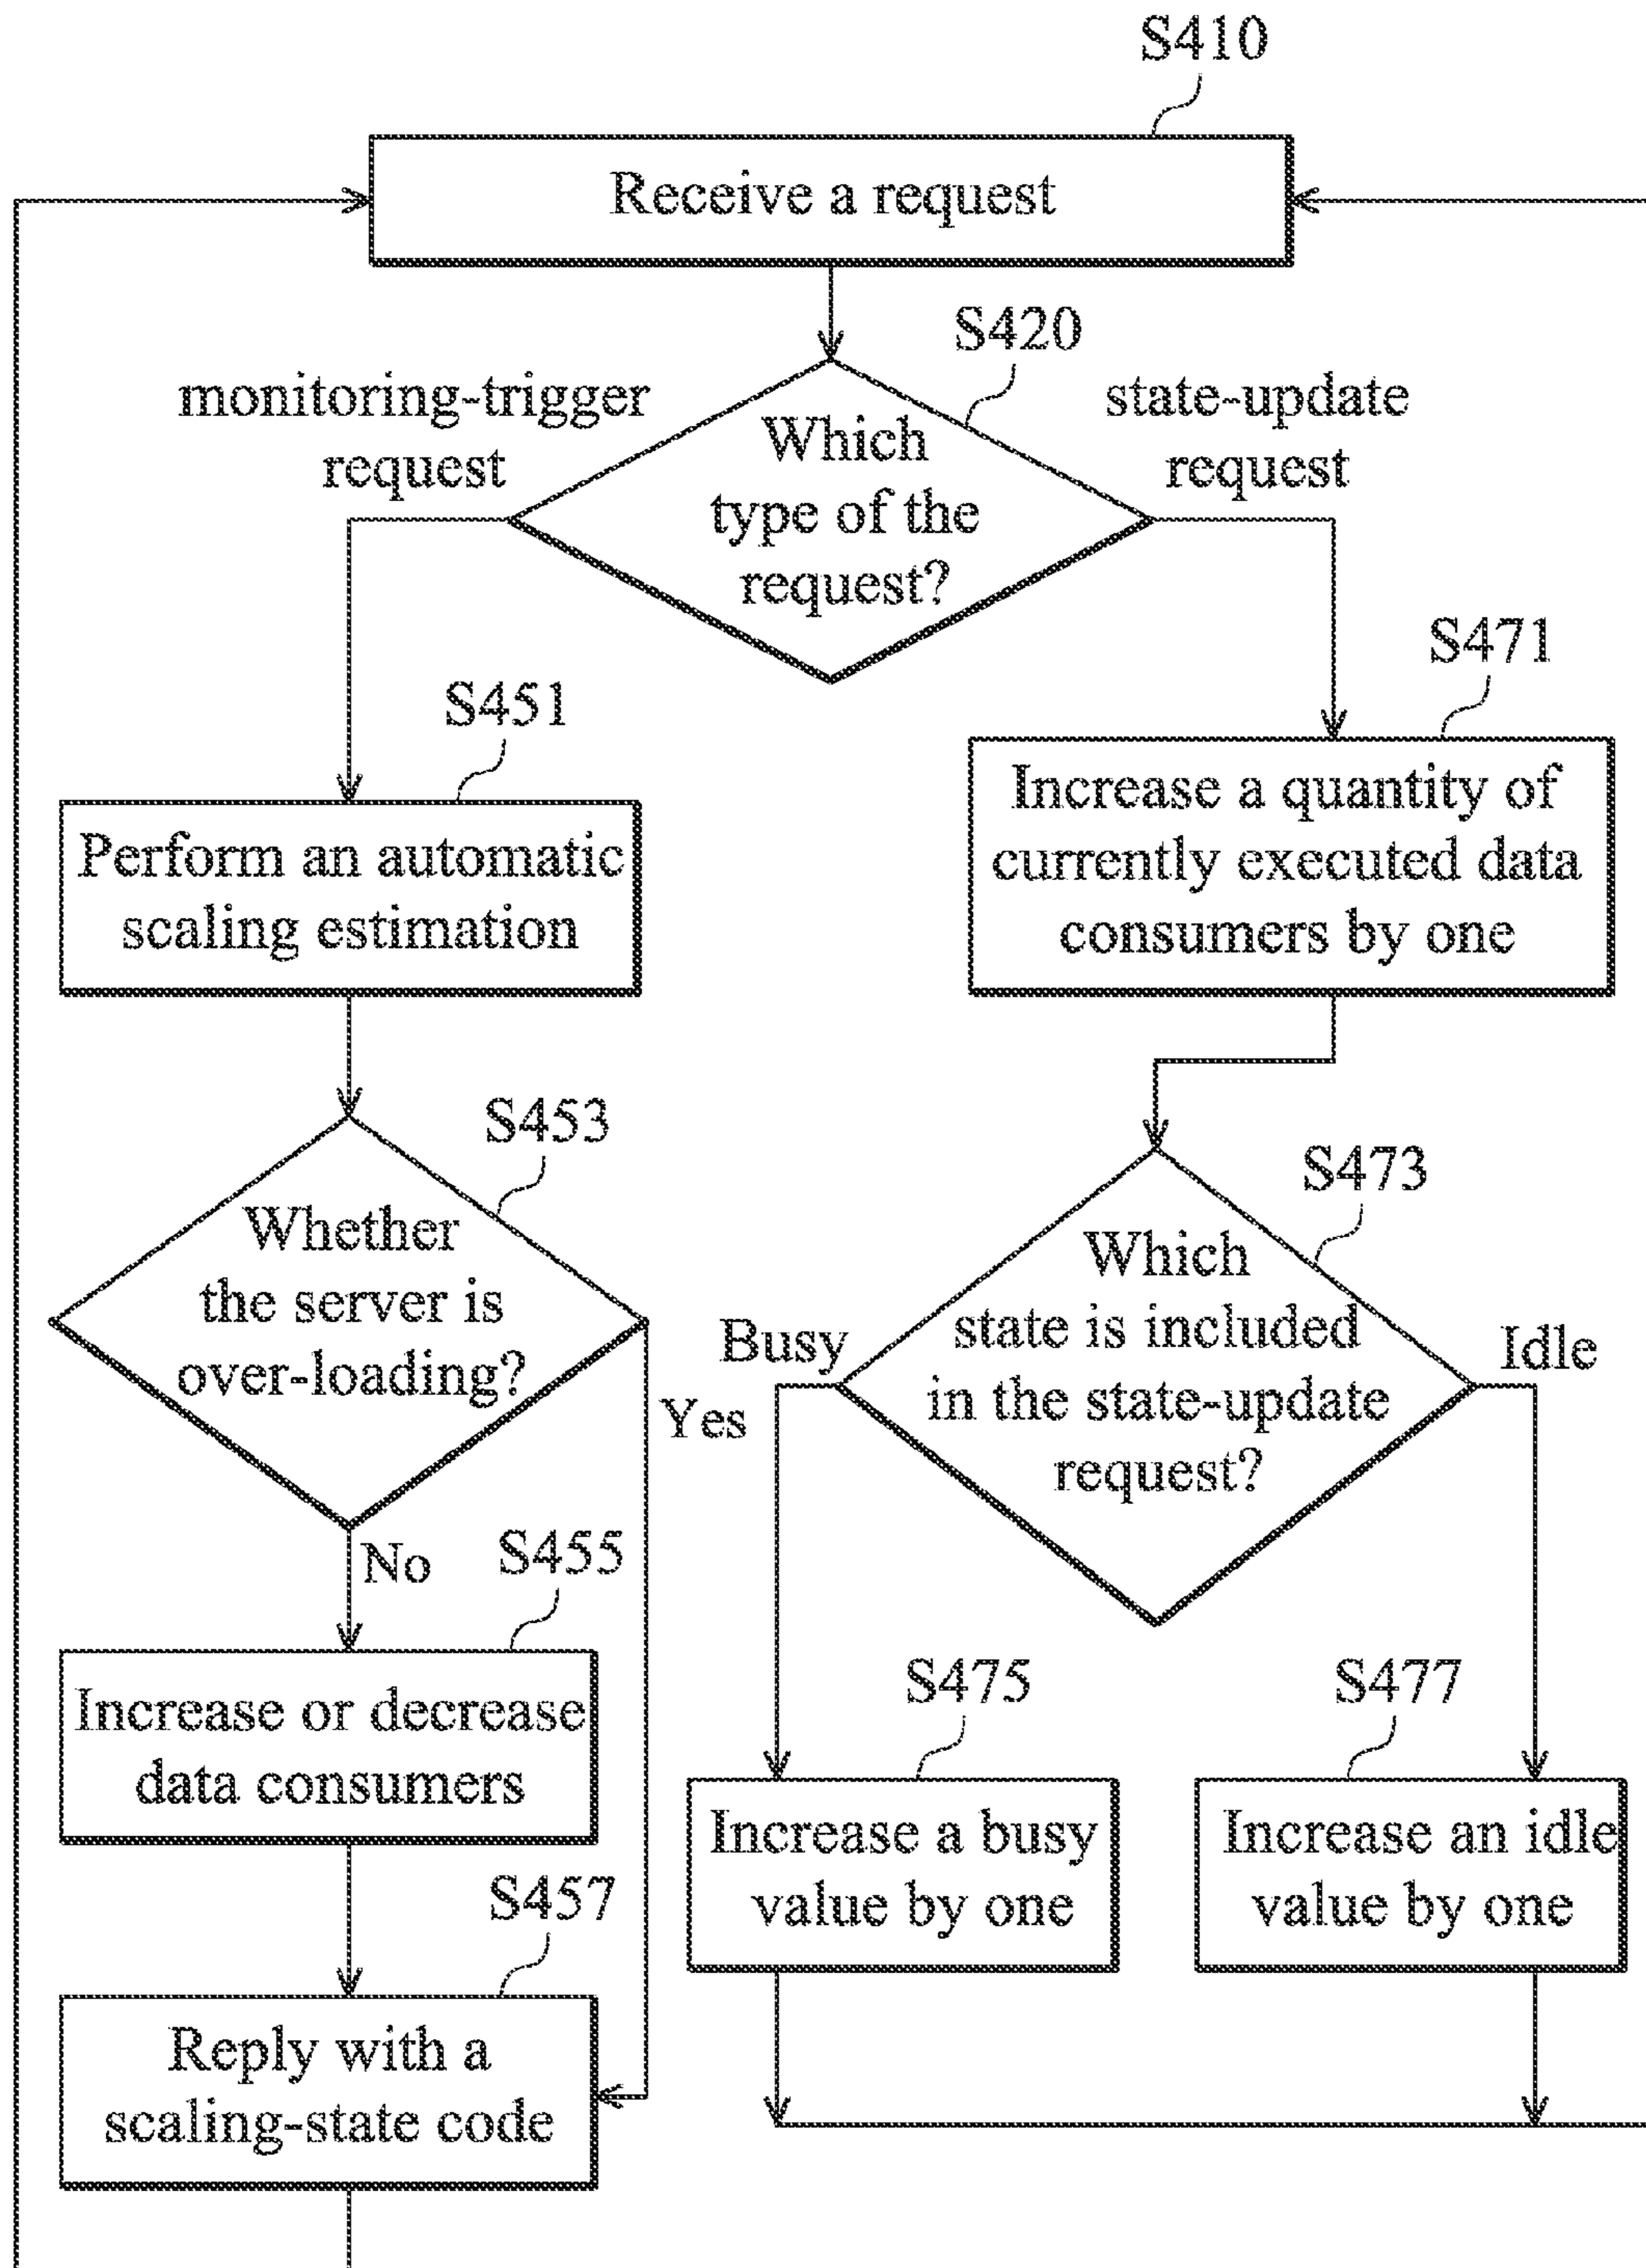 S410
Receive a request
S420
monitoring-trigger
request
Which
type of the
request?
state-update
request
S451
Perform an automatic
scaling estimation
S471
Increase a quantity of
currently executed data
consumers by one
S453
Whether
the server is
over-loading?
Yes
No
S473
Which
state is included
in the state-update
request?
Busy
Idle
S455
Increase or decrease
data consumers
S475
Increase a busy
value by one
S477
Increase an idle
value by one
S457
Reply with a
scaling-state code